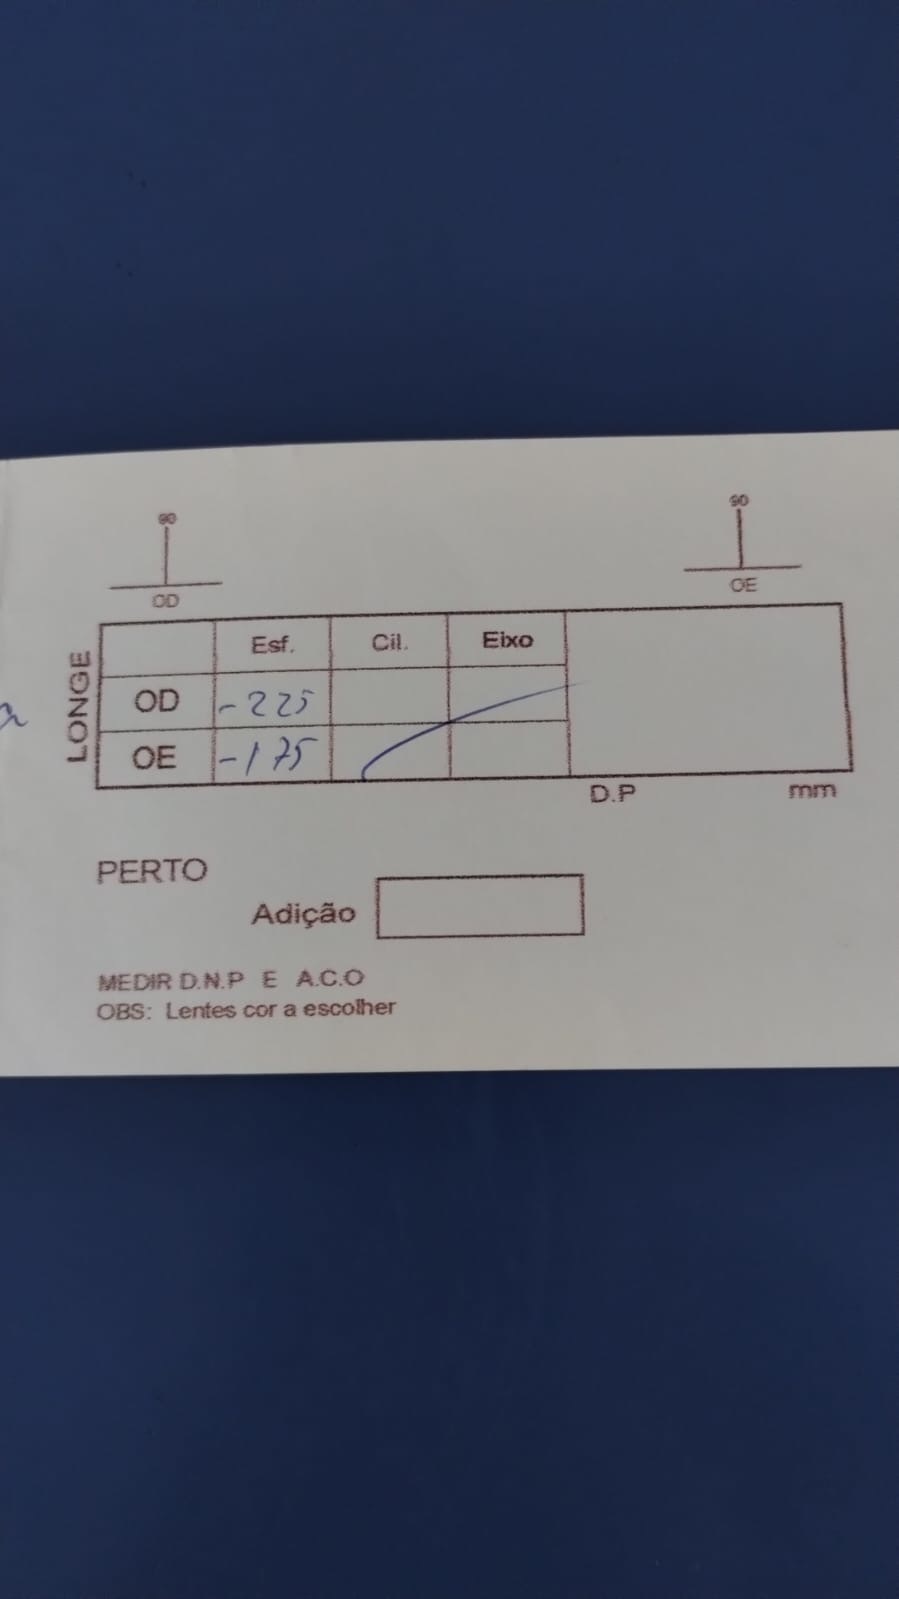 90
90
OD
OE
LONGE
Esf. Cil. Eixo
OD -225
OE -175
D.P mm
PERTO
Adição
MEDIR D.N.P E A.C.O
OBS: Lentes cor a escolher